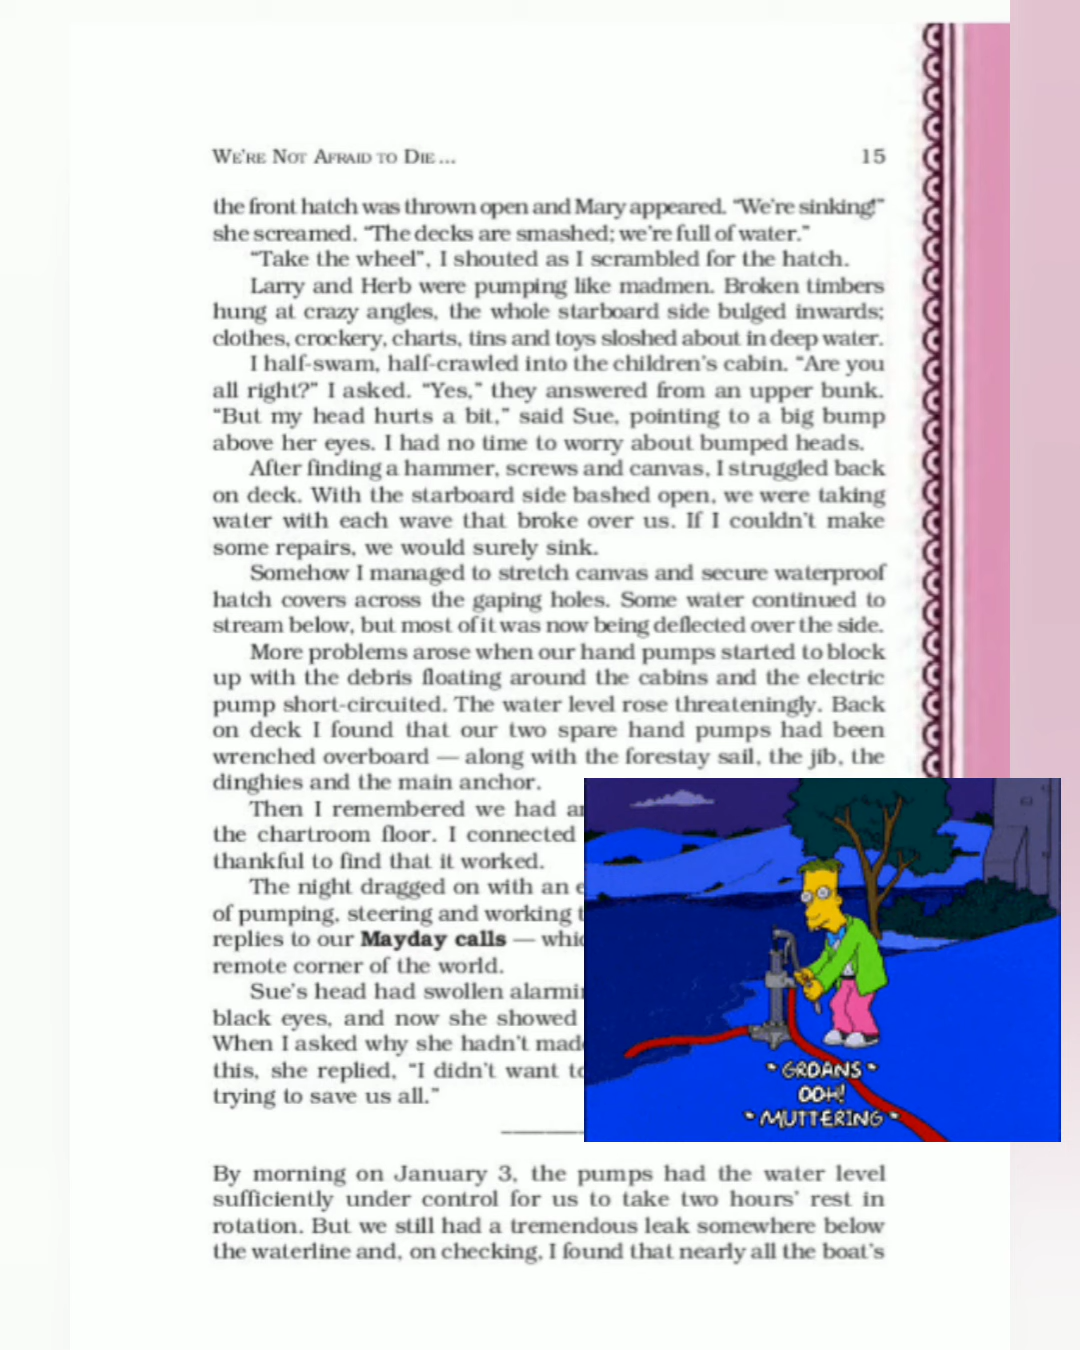 WE'RE NOT AFRAID TO DIE... 15
the front hatch was thrown open and Mary appeared. “We're sinking!”
she screamed. “The decks are smashed; we're full of water.”
“Take the wheel”, I shouted as I scrambled for the hatch.
Larry and Herb were pumping like madmen. Broken timbers
hung at crazy angles, the whole starboard side bulged inwards;
clothes, crockery, charts, tins and toys sloshed about in deep water.
I half-swam, half-crawled into the children's cabin. “Are you
all right?” I asked. “Yes,” they answered from an upper bunk.
“But my head hurts a bit,” said Sue, pointing to a big bump
above her eyes. I had no time to worry about bumped heads.
After finding a hammer, screws and canvas, I struggled back
on deck. With the starboard side bashed open, we were taking
water with each wave that broke over us. If I couldn't make
some repairs, we would surely sink.
Somehow I managed to stretch canvas and secure waterproof
hatch covers across the gaping holes. Some water continued to
stream below, but most of it was now being deflected over the side.
More problems arose when our hand pumps started to block
up with the debris floating around the cabins and the electric
pump short-circuited. The water level rose threateningly. Back
on deck I found that our two spare hand pumps had been
wrenched overboard — along with the forestay sail, the jib, the
dinghies and the main anchor.
Then I remembered we had
the chartroom floor. I connected
thankful to find that it worked.
The night dragged on with an
of pumping, steering and working
replies to our Mayday calls —
remote corner of the world.
Sue's head had swollen
black eyes, and now she showed
When I asked why she hadn't
this, she replied, “I didn't want
trying to save us all.”
By morning on January 3, the pumps had the water level
sufficiently under control for us to take two hours' rest in
rotation. But we still had a tremendous leak somewhere below
the waterline and, on checking, I found that nearly all the boat's
* GROANS *
OOH!
* MUTTERING *